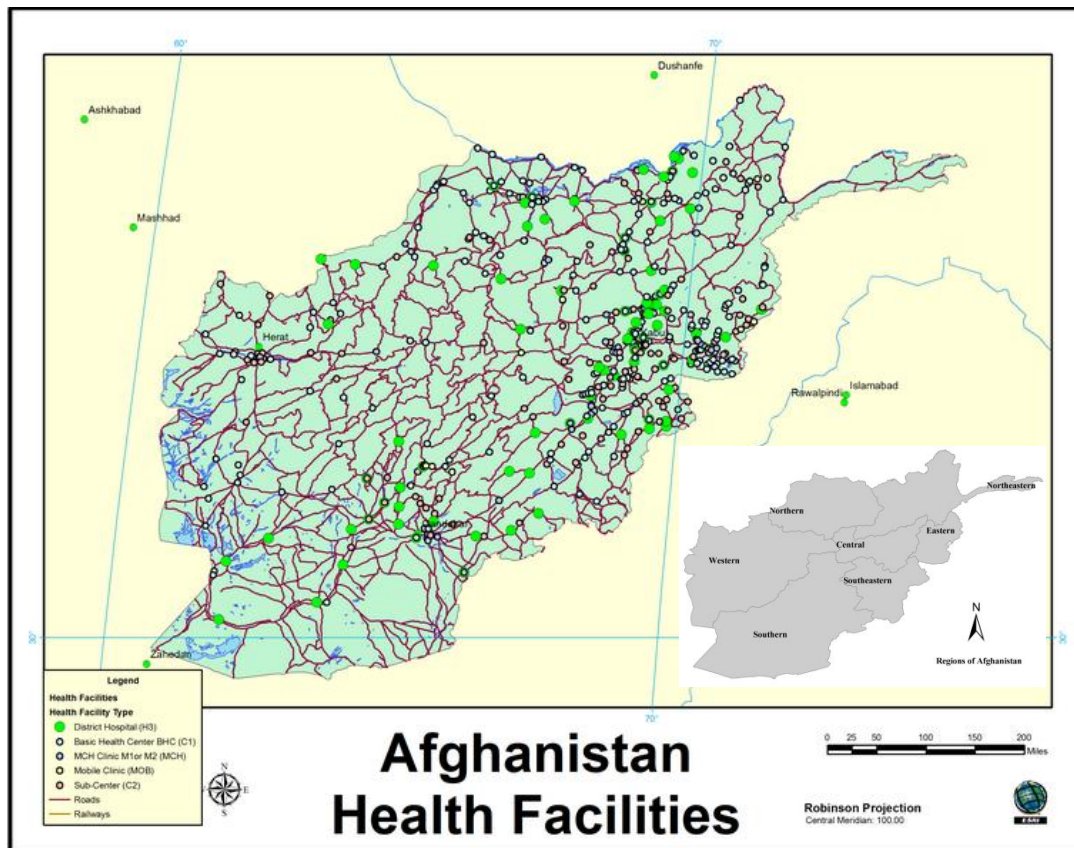 60°
70°
Dushanfe
Ashkhabad
Mashhad
Herat
Islamabad
Rawalpindi
Northeastern
Northern
Eastern
Central
Western
Southeastern
Southern
N
Regions of Afghanistan
30°
30°
Zahedan
70°
Legend
Health Facilities
Health Facility Type
District Hospital (H3)
Basic Health Center BHC (C1)
MCH Clinic M1or M2 (MCH)
Mobile Clinic (MOB)
Sub-Center (C2)
Roads
Railways
N
W E
S
Afghanistan
Health Facilities
0 25 50 100 150 200
Miles
Robinson Projection
Central Meridian: 100.00
ESRI